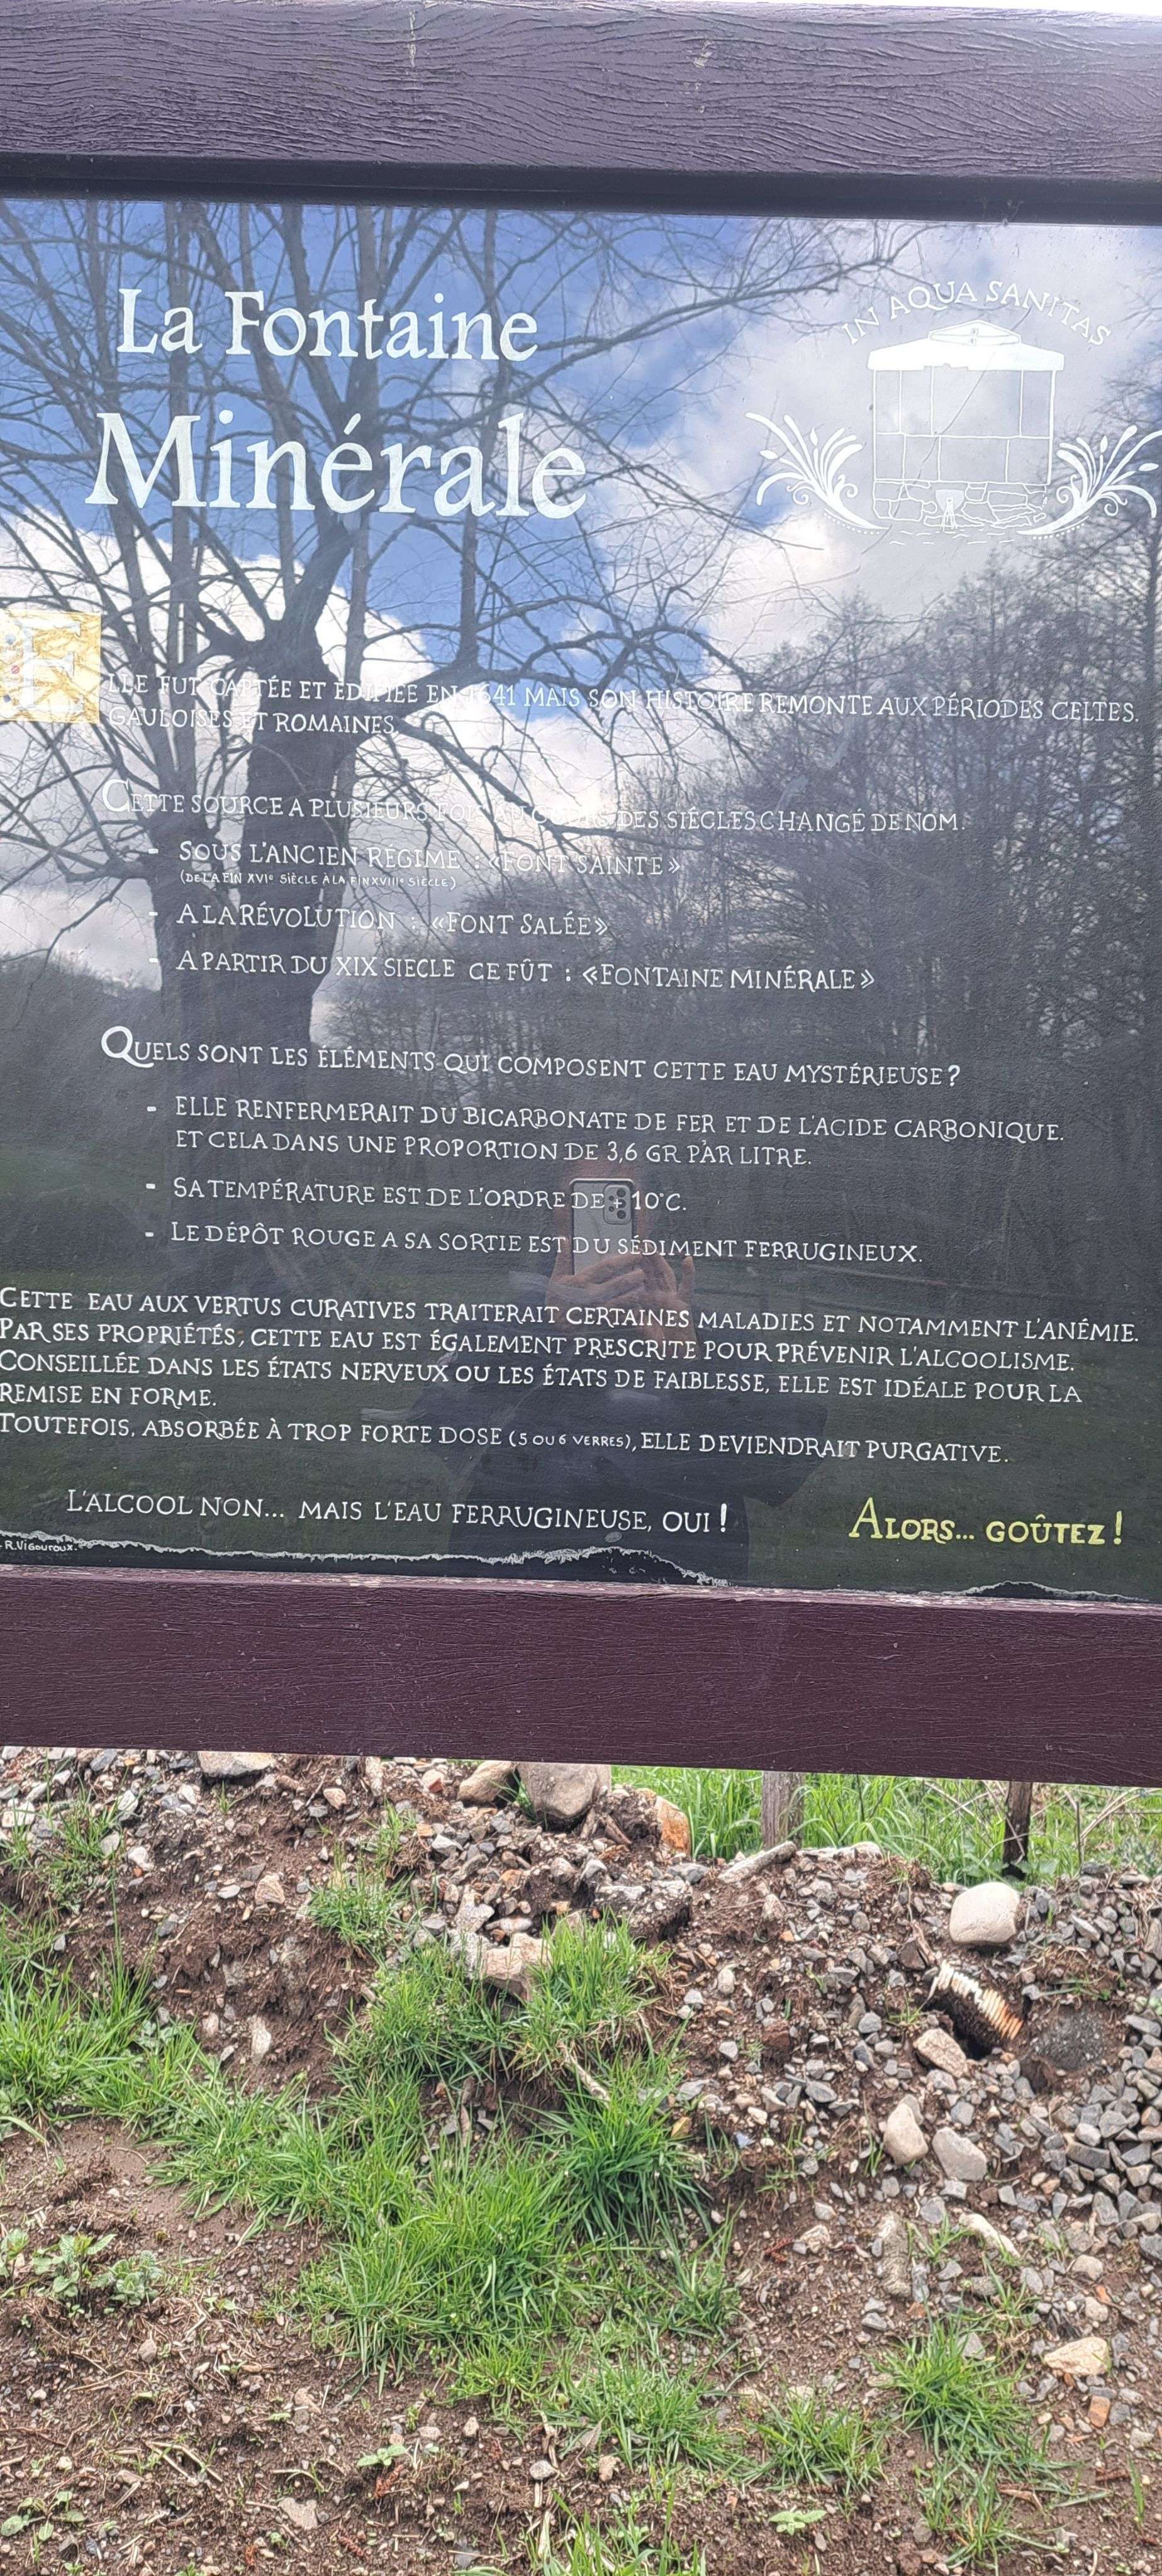 La Fontaine
Minérale
IN AQUA SANITAS
ELLE FUT CAPTÉE ET EDIFIÉE EN 1641 MAIS SON HISTOIRE REMONTE AUX PÉRIODES CELTES.
GAULOISES ET ROMAINES.
CETTE SOURCE A PLUSIEURS FOIS AU COURS DES SIÉCLES CHANGÉ DE NOM.
- SOUS L'ANCIEN RÉGIME : «FONT SAINTE»
(DE LA FIN XVIe SIÈCLE À LA FIN XVIIIe SIÈCLE)
- A LA RÉVOLUTION : «FONT SALÉE»
- A PARTIR DU XIX SIECLE CE FÛT : «FONTAINE MINÉRALE»
QUELS SONT LES ÉLÉMENTS QUI COMPOSENT CETTE EAU MYSTÉRIEUSE ?
- ELLE RENFERMERAIT DU BICARBONATE DE FER ET DE L'ACIDE CARBONIQUE.
ET CELA DANS UNE PROPORTION DE 3,6 GR PAR LITRE.
- SA TEMPÉRATURE EST DE L'ORDRE DE + 10°C.
- LE DÉPÔT ROUGE A SA SORTIE EST DU SÉDIMENT FERRUGINEUX.
CETTE EAU AUX VERTUS CURATIVES TRAITERAIT CERTAINES MALADIES ET NOTAMMENT L'ANÉMIE.
PAR SES PROPRIÉTÉS, CETTE EAU EST ÉGALEMENT PRESCRITE POUR PRÉVENIR L'ALCOOLISME.
CONSEILLÉE DANS LES ÉTATS NERVEUX OU LES ÉTATS DE FAIBLESSE, ELLE EST IDÉALE POUR LA
REMISE EN FORME.
TOUTEFOIS, ABSORBÉE À TROP FORTE DOSE (5 OU 6 VERRES), ELLE DEVIENDRAIT PURGATIVE.
L'ALCOOL NON... MAIS L'EAU FERRUGINEUSE, OUI !
ALORS... GOÛTEZ !
R.VIGOUROUX.